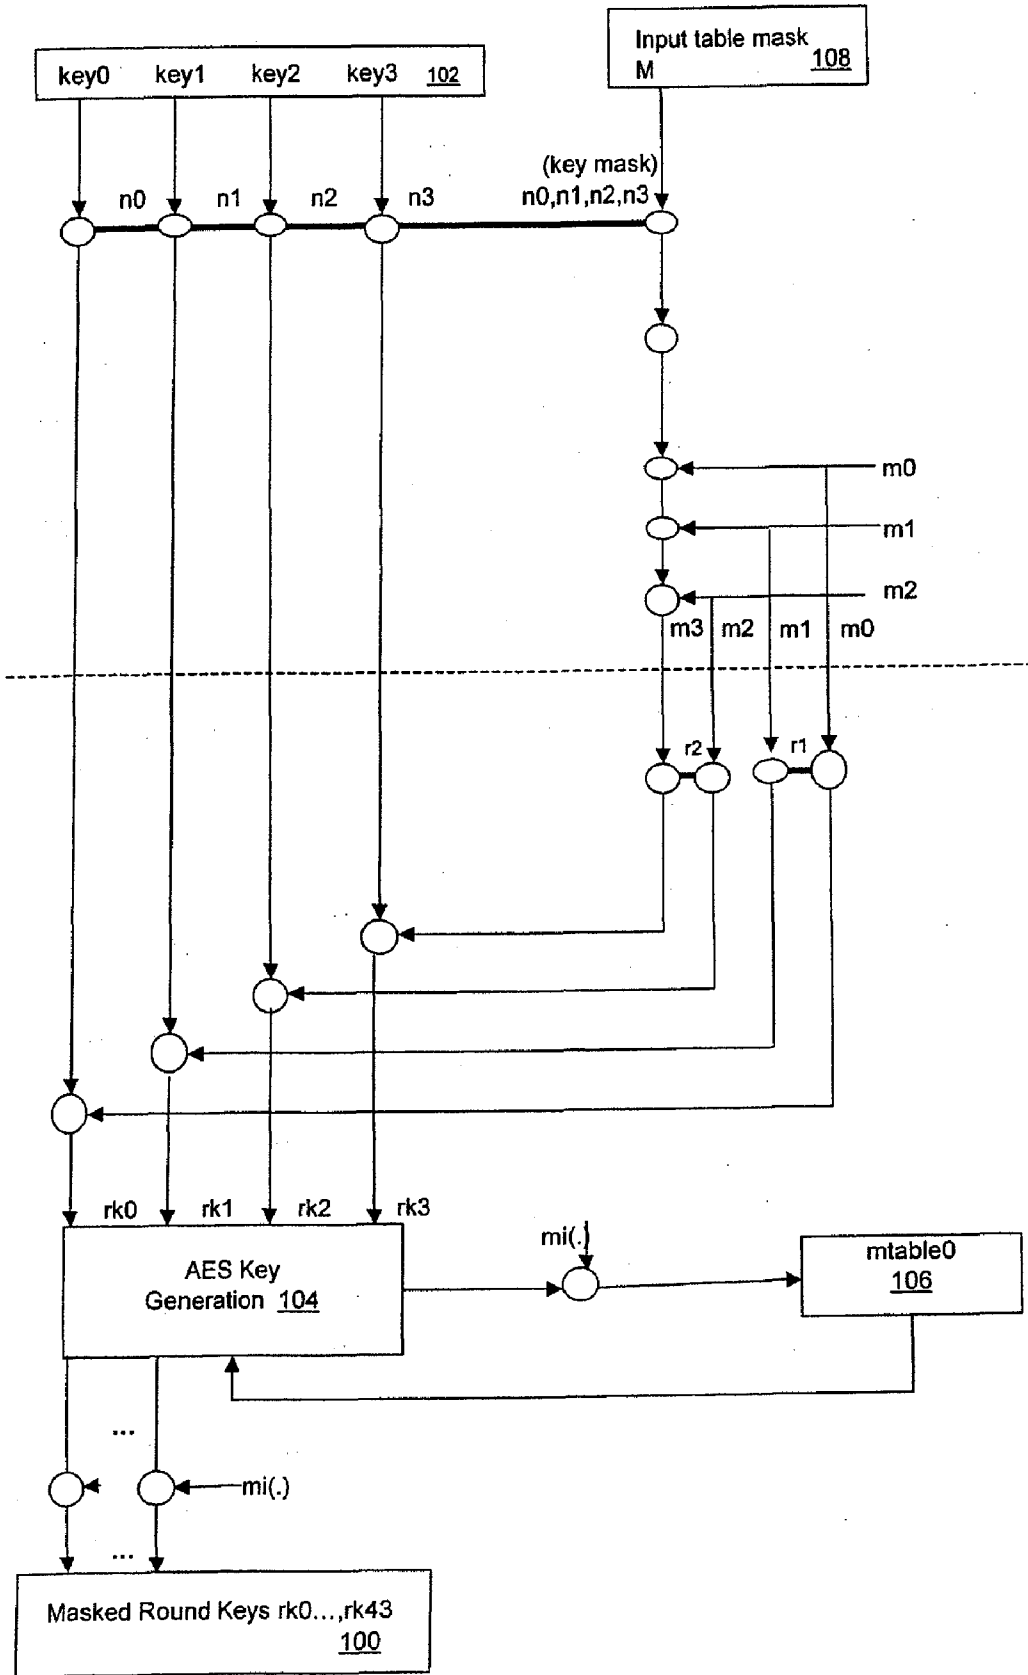 key0 key1 key2 key3 102
Input table mask
M 108
(key mask)
n0 n1 n2 n3 n0,n1,n2,n3
m0
m1
m2
m3 m2 m1 m0
r2 r1
rk0 rk1 rk2 rk3
AES Key
Generation 104
mi(.)
mtable0
106
...
mi(.)
...
Masked Round Keys rk0...,rk43
100